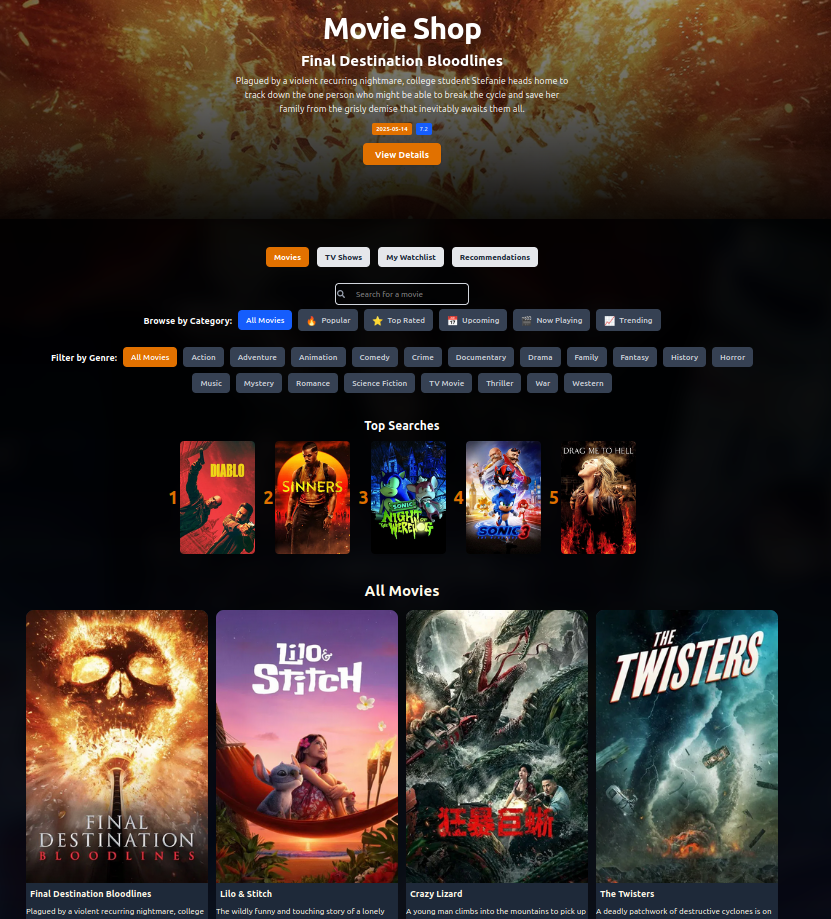 Movie Shop
Final Destination Bloodlines
Plagued by a violent recurring nightmare, college student Stefanie heads home to
track down the one person who might be able to break the cycle and save her
family from the grisly demise that inevitably awaits them all.
2025-05-14 7.2
View Details
Movies TV Shows My Watchlist Recommendations
Search for a movie
Browse by Category: All Movies 🔥 Popular ⭐ Top Rated 📅 Upcoming 🎬 Now Playing 📈 Trending
Filter by Genre: All Movies Action Adventure Animation Comedy Crime Documentary Drama Family Fantasy History Horror
Music Mystery Romance Science Fiction TV Movie Thriller War Western
Top Searches
1 DIABLO
2 SINNERS
3 SONIC
NIGHT
OF THE WEREHOG
4 SONIC 3
5 DRAG ME TO HELL
All Movies
FINAL
DESTINATION
BLOODLINES
Lilo &
Stitch
狂暴巨蜥
THE
TWISTERS
Final Destination Bloodlines Lilo & Stitch Crazy Lizard The Twisters
Plagued by a violent recurring nightmare, college The wildly funny and touching story of a lonely A young man climbs into the mountains to pick up A deadly patchwork of destructive cyclones is on